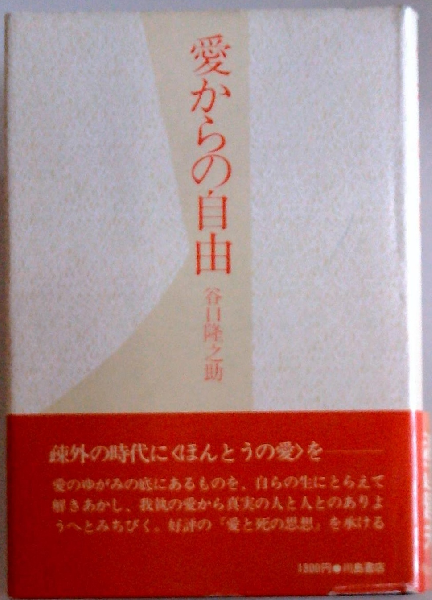 愛からの自由
谷口隆之助
疎外の時代に〈ほんとうの愛〉を——
愛のゆがみの底にあるものを、自らの生にとらえて
解きあかし、我執の愛から真実の人と人とのありよ
うへとみちびく。好評の『愛と死の思想』を承ける
1300円●川島書店